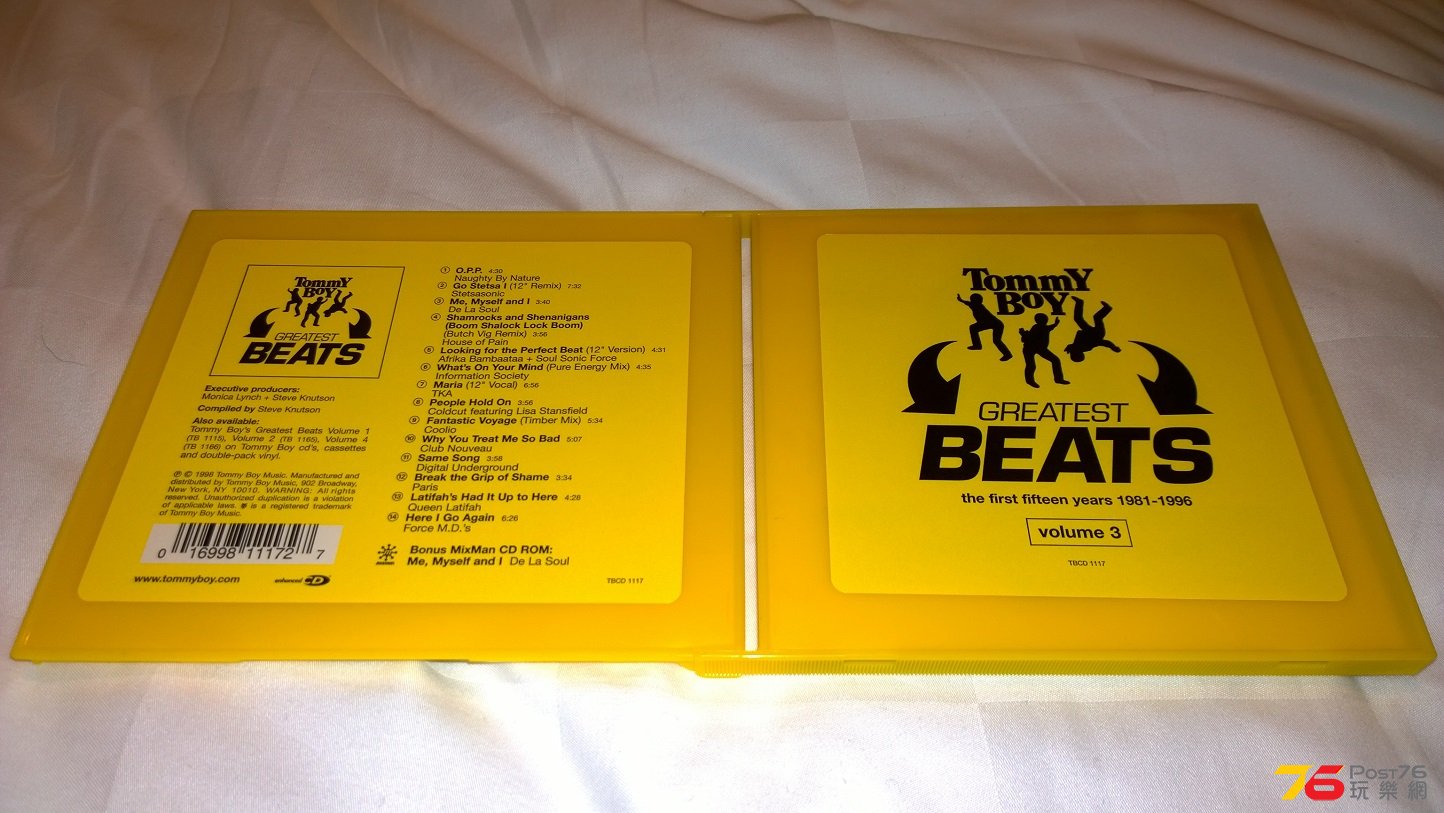 TommY
BOY
GREATEST
BEATS
Executive producers:
Monica Lynch + Steve Knutson
Compiled by Steve Knutson
Also available:
Tommy Boy's Greatest Beats Volume 1
(TB 1115), Volume 2 (TB 1165), Volume 4
(TB 1166) on Tommy Boy cd's, cassettes
and double-pack vinyl.
℗ © 1998 Tommy Boy Music. Manufactured and
distributed by Tommy Boy Music, 902 Broadway,
New York, NY 10010. WARNING: All rights
reserved. Unauthorized duplication is a violation
of applicable laws. is a registered trademark
of Tommy Boy Music.
0 16998 11172 7
www.tommyboy.com
enhanced CD
1 O.P.P. 4:30
Naughty By Nature
2 Go Stetsa I (12" Remix) 7:32
Stetsasonic
3 Me, Myself and I 3:40
De La Soul
4 Shamrocks and Shenanigans
(Boom Shalock Lock Boom)
(Butch Vig Remix) 3:56
House of Pain
5 Looking for the Perfect Beat (12" Version) 4:31
Afrika Bambaataa + Soul Sonic Force
6 What's On Your Mind (Pure Energy Mix) 4:35
Information Society
7 Maria (12" Vocal) 6:56
TKA
8 People Hold On 3:56
Coldcut featuring Lisa Stansfield
9 Fantastic Voyage (Timber Mix) 5:34
Coolio
10 Why You Treat Me So Bad 5:07
Club Nouveau
11 Same Song 3:58
Digital Underground
12 Break the Grip of Shame 3:34
Paris
13 Latifah's Had It Up to Here 4:28
Queen Latifah
14 Here I Go Again 6:26
Force M.D.'s
Bonus MixMan CD ROM:
Me, Myself and I De La Soul
TBCD 1117
TommY
BOY
GREATEST
BEATS
the first fifteen years 1981-1996
volume 3
TBCD 1117
76 Post76
玩樂網